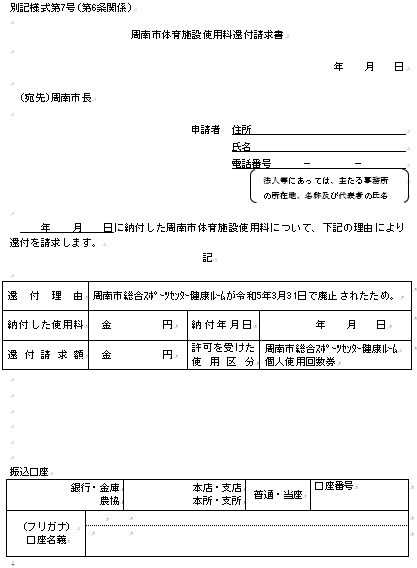 別記様式第7号(第6条関係)
周南市体育施設使用料還付請求書
年　　月　　日
(宛先)周南市長
申請者　住所
氏名
電話番号　　　－　　　　－
法人等にあっては、主たる事務所
の所在地、名称及び代表者の氏名
年　　月　　日に納付した周南市体育施設使用料について、下記の理由により
還付を請求します。
記
還付理由　周南市総合ｽﾎﾟｰﾂｾﾝﾀｰ健康ﾙｰﾑが令和5年3月31日で廃止されたため。
納付した使用料　金　　　　円　納付年月日　　年　　月　　日
還付請求額　金　　　　円　許可を受けた
使用区分　周南市総合ｽﾎﾟｰﾂｾﾝﾀｰ健康ﾙｰﾑ
個人使用回数券
振込口座
銀行・金庫
農協　本店・支店
本所・支所　普通・当座　口座番号
(フリガナ)
口座名義